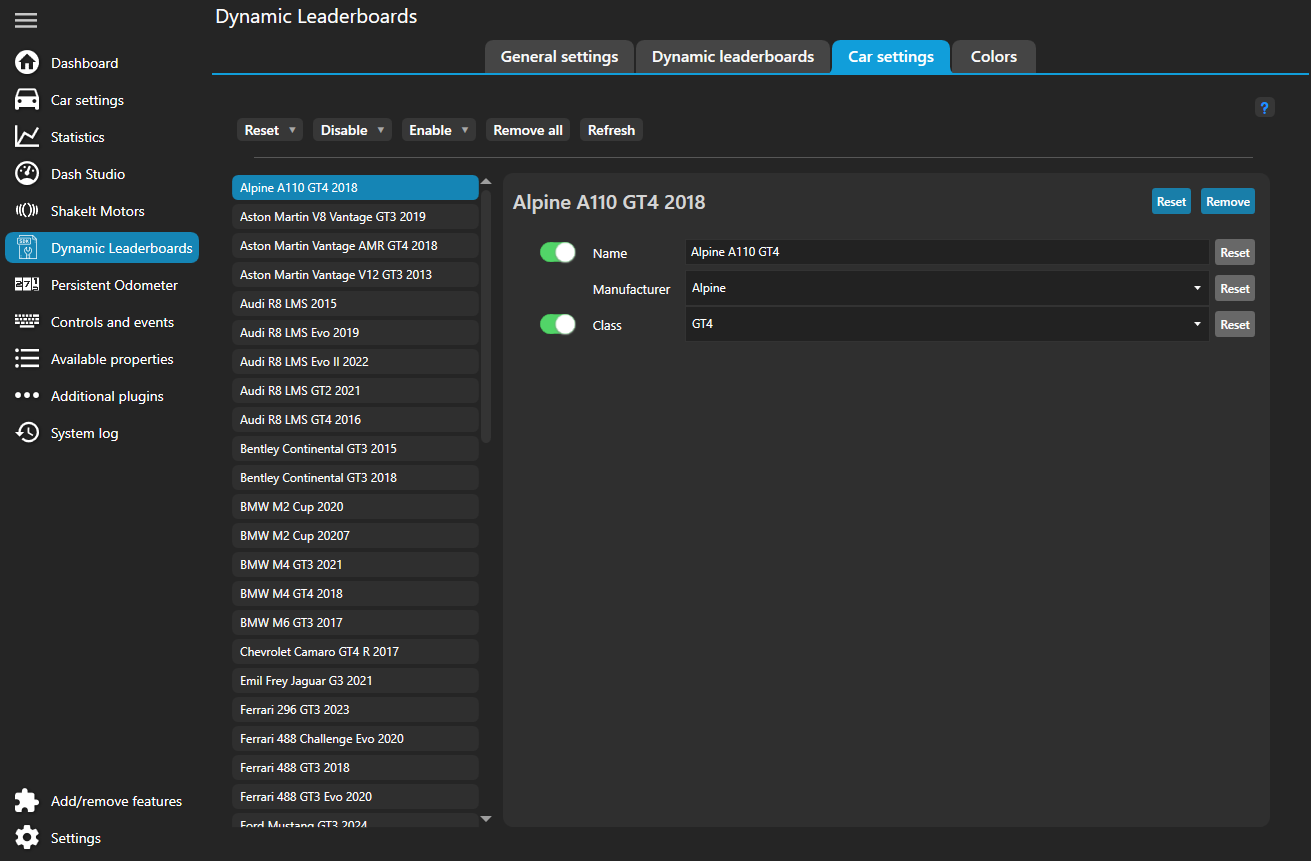 Dynamic Leaderboards
General settings
Dynamic leaderboards
Car settings
Colors
Dashboard
Car settings
Statistics
Dash Studio
ShakeIt Motors
Dynamic Leaderboards
Persistent Odometer
Controls and events
Available properties
Additional plugins
System log
Add/remove features
Settings
?
Reset
Disable
Enable
Remove all
Refresh
Alpine A110 GT4 2018
Aston Martin V8 Vantage GT3 2019
Aston Martin Vantage AMR GT4 2018
Aston Martin Vantage V12 GT3 2013
Audi R8 LMS 2015
Audi R8 LMS Evo 2019
Audi R8 LMS Evo II 2022
Audi R8 LMS GT2 2021
Audi R8 LMS GT4 2016
Bentley Continental GT3 2015
Bentley Continental GT3 2018
BMW M2 Cup 2020
BMW M2 Cup 20207
BMW M4 GT3 2021
BMW M4 GT4 2018
BMW M6 GT3 2017
Chevrolet Camaro GT4 R 2017
Emil Frey Jaguar G3 2021
Ferrari 296 GT3 2023
Ferrari 488 Challenge Evo 2020
Ferrari 488 GT3 2018
Ferrari 488 GT3 Evo 2020
Ford Mustang GT3 2024
Alpine A110 GT4 2018
Reset
Remove
Name
Alpine A110 GT4
Reset
Manufacturer
Alpine
Reset
Class
GT4
Reset